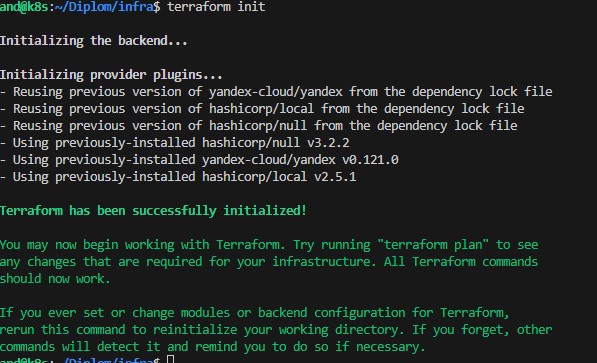 and@k8s:~/Diplom/infra$ terraform init
Initializing the backend...
Initializing provider plugins...
- Reusing previous version of yandex-cloud/yandex from the dependency lock file
- Reusing previous version of hashicorp/local from the dependency lock file
- Reusing previous version of hashicorp/null from the dependency lock file
- Using previously-installed hashicorp/null v3.2.2
- Using previously-installed yandex-cloud/yandex v0.121.0
- Using previously-installed hashicorp/local v2.5.1
Terraform has been successfully initialized!
You may now begin working with Terraform. Try running "terraform plan" to see
any changes that are required for your infrastructure. All Terraform commands
should now work.
If you ever set or change modules or backend configuration for Terraform,
rerun this command to reinitialize your working directory. If you forget, other
commands will detect it and remind you to do so if necessary.
and@k8s:~/Diplom/infra$